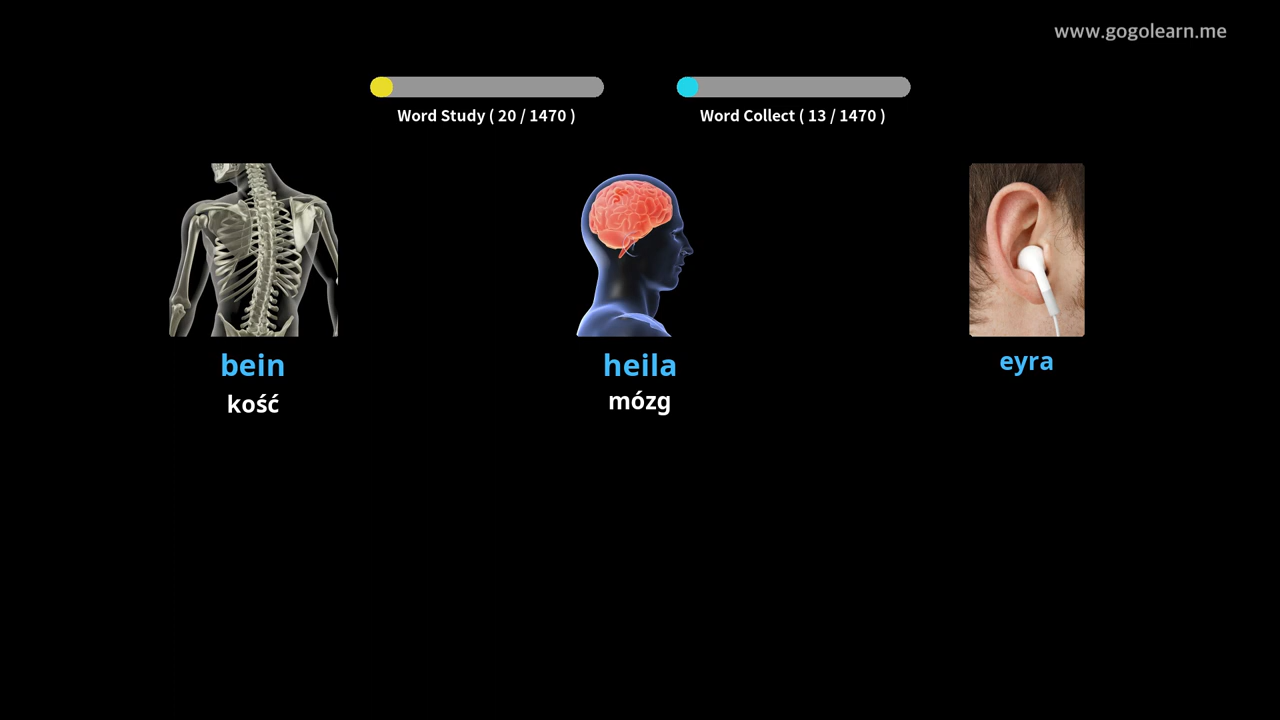 www.gogolearn.me
Word Study ( 20 / 1470 )
Word Collect ( 13 / 1470 )
bein
kość
heila
mózg
eyra